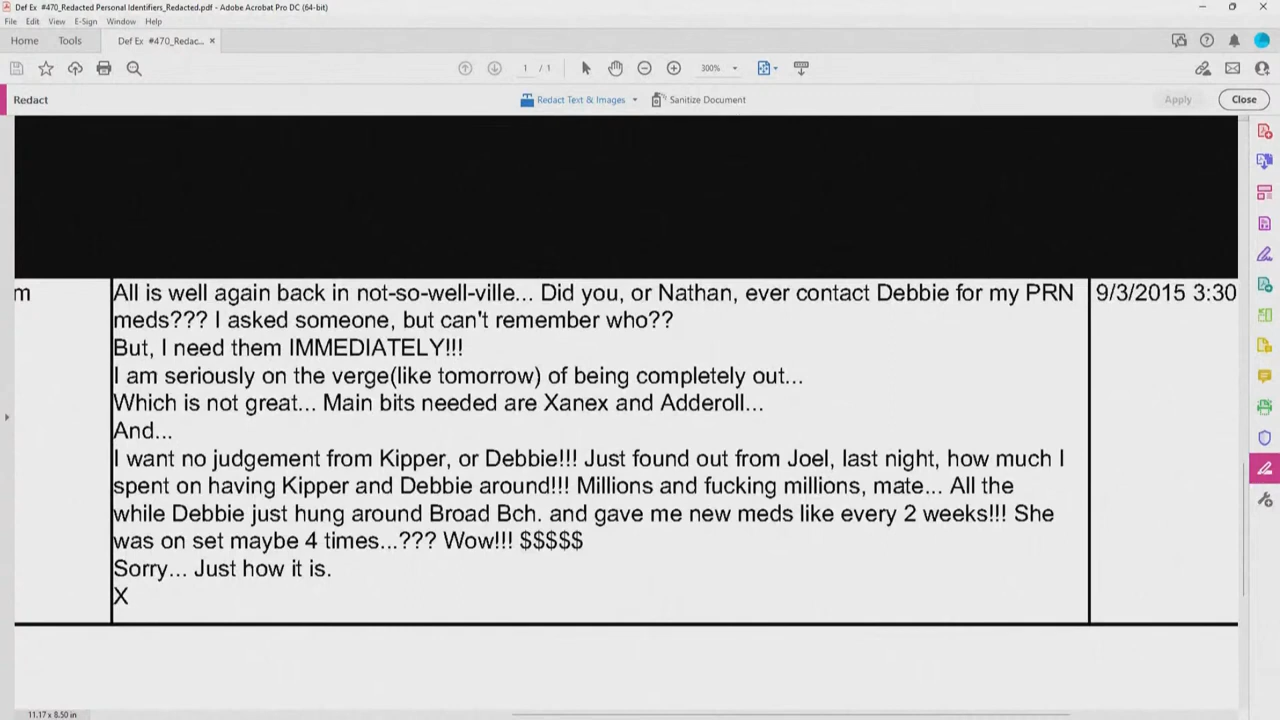 Def Ex #470_Redacted Personal Identifiers_Redacted.pdf - Adobe Acrobat Pro DC (64-bit)
File Edit View E-Sign Window Help
Home Tools Def Ex #470_Redac... ×
1 / 1 300%
Redact Redact Text & Images Sanitize Document Apply Close
m All is well again back in not-so-well-ville... Did you, or Nathan, ever contact Debbie for my PRN 9/3/2015 3:30
meds??? I asked someone, but can't remember who??
But, I need them IMMEDIATELY!!!
I am seriously on the verge(like tomorrow) of being completely out...
Which is not great... Main bits needed are Xanex and Adderoll...
And...
I want no judgement from Kipper, or Debbie!!! Just found out from Joel, last night, how much I
spent on having Kipper and Debbie around!!! Millions and fucking millions, mate... All the
while Debbie just hung around Broad Bch. and gave me new meds like every 2 weeks!!! She
was on set maybe 4 times...??? Wow!!! $$$$$
Sorry... Just how it is.
X
11.17 x 8.50 in